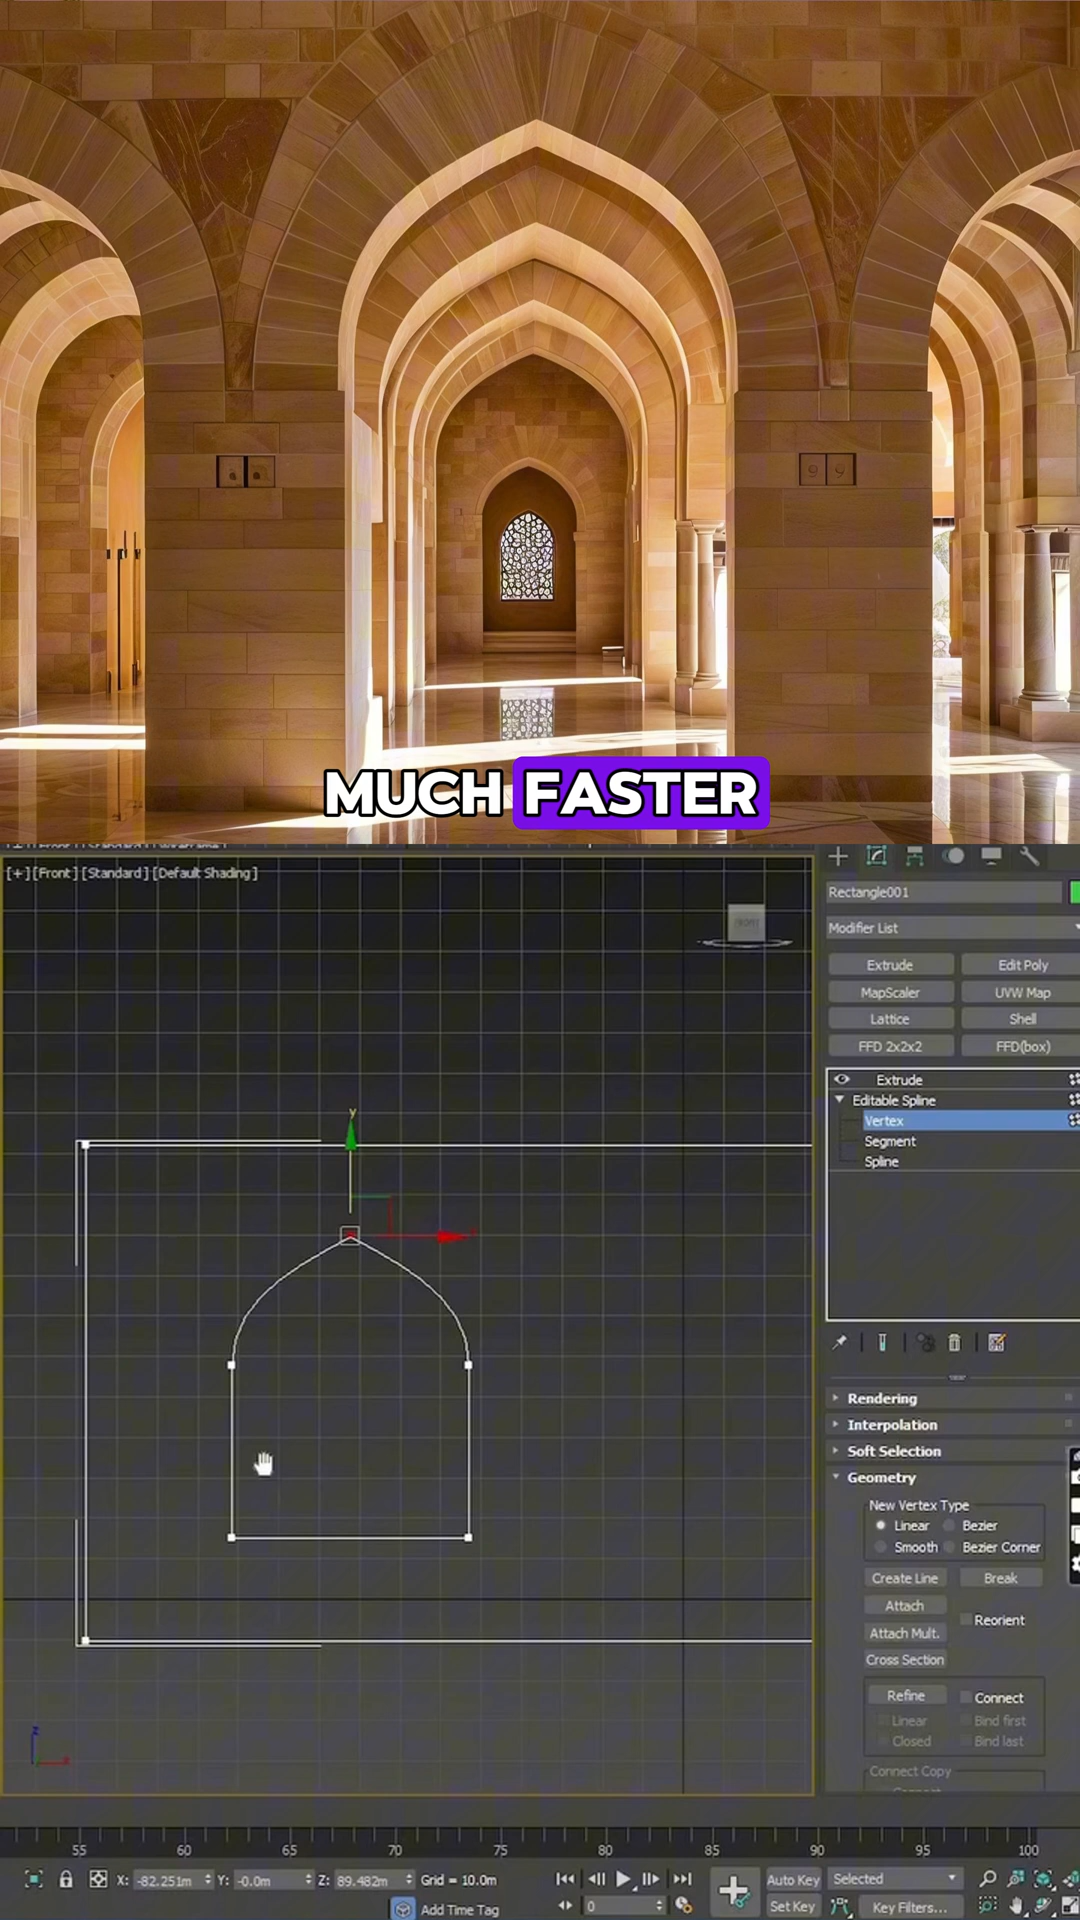 MUCH FASTER
[+][Front][Standard][Default Shading]
FRONT
Rectangle001
Modifier List
Extrude Edit Poly
MapScaler UVW Map
Lattice Shell
FFD 2x2x2 FFD(box)
Extrude
Editable Spline
Vertex
Segment
Spline
y
Rendering
Interpolation
Soft Selection
Geometry
New Vertex Type
Linear Bezier
Smooth Bezier Corner
Create Line Break
Attach
Reorient
Attach Mult.
Cross Section
Refine Connect
Linear Bind first
Closed Bind last
Connect Copy
z
x
55 60 65 70 75 80 85 90 95 100
X: -82.251m Y: -0.0m Z: 89.482m Grid = 10.0m Auto Key Selected
0 Set Key Key Filters...
Add Time Tag